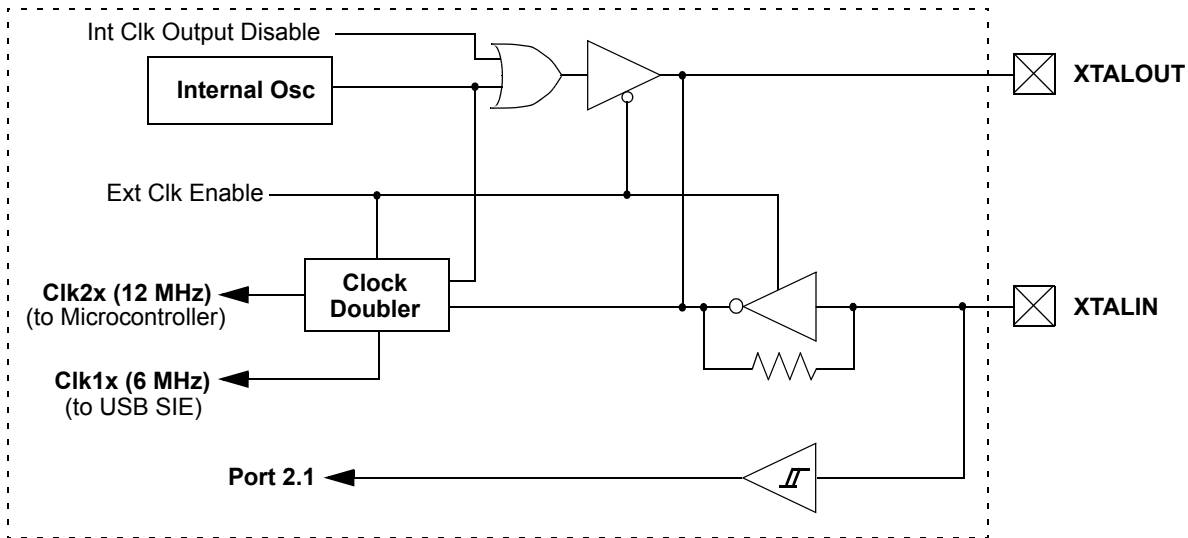 Int Clk Output Disable
Internal Osc
XTALOUT
Ext Clk Enable
Clk2x (12 MHz)
(to Microcontroller)
Clock
Doubler
XTALIN
Clk1x (6 MHz)
(to USB SIE)
Port 2.1